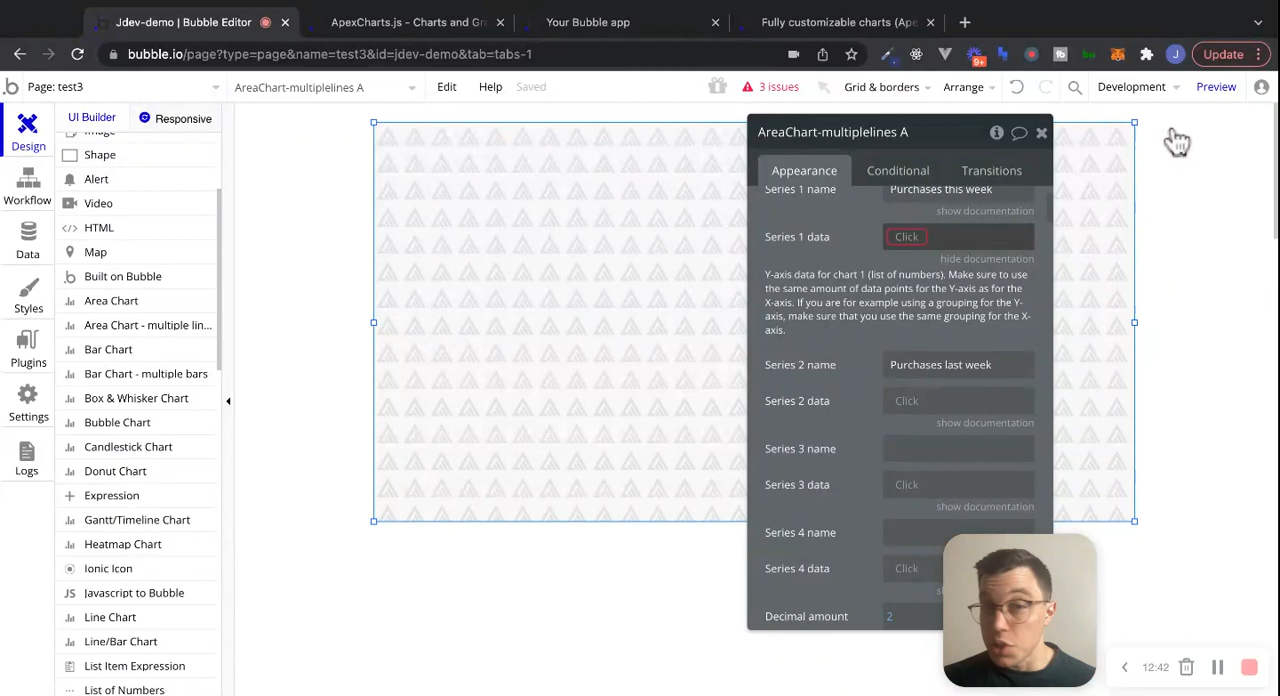 Jdev-demo | Bubble Editor
ApexCharts.js - Charts and Gr
Your Bubble app
Fully customizable charts (Ape
bubble.io/page?type=page&name=test3&id=jdev-demo&tab=tabs-1
9+
J
Update
Page: test3
AreaChart-multiplelines A
Edit
Help
Saved
3 issues
Grid & borders
Arrange
Development
Preview
Design
Workflow
Data
Styles
Plugins
Settings
Logs
UI Builder
Responsive
Image
Shape
Alert
Video
HTML
Map
Built on Bubble
Area Chart
Area Chart - multiple lin...
Bar Chart
Bar Chart - multiple bars
Box & Whisker Chart
Bubble Chart
Candlestick Chart
Donut Chart
Expression
Gantt/Timeline Chart
Heatmap Chart
Ionic Icon
JS Javascript to Bubble
Line Chart
Line/Bar Chart
List Item Expression
List of Numbers
AreaChart-multiplelines A
Appearance
Conditional
Transitions
Series 1 name
Purchases this week
show documentation
Series 1 data
Click
hide documentation
Y-axis data for chart 1 (list of numbers). Make sure to use
the same amount of data points for the Y-axis as for the
X-axis. If you are for example using a grouping for the Y-
axis, make sure that you use the same grouping for the X-
axis.
Series 2 name
Purchases last week
Series 2 data
Click
show documentation
Series 3 name
Series 3 data
Click
show documentation
Series 4 name
Series 4 data
Click
Decimal amount
2
12:42